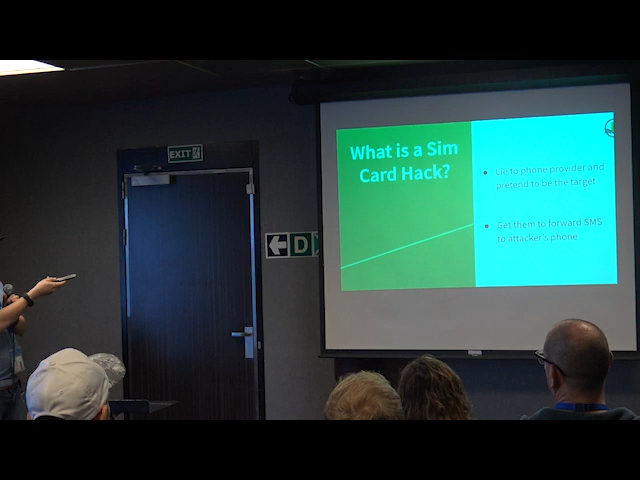 EXIT
What is a Sim
Card Hack?
● Lie to phone provider and
pretend to be the target
● Get them to forward SMS
to attacker's phone
D